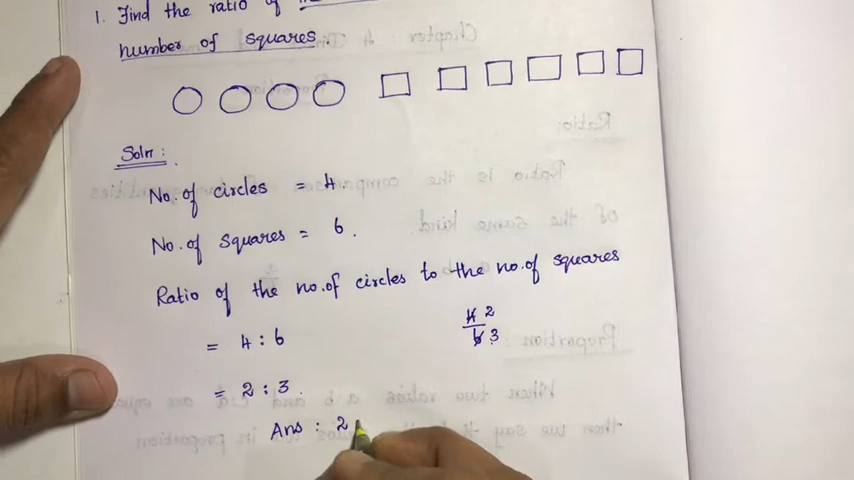 1. Find the ratio of
number of squares.
Soln:
No. of circles = 4.
No. of squares = 6.
Ratio of the no. of circles to the no. of squares
= 4 : 6
4 2
6 3
= 2 : 3.
Ans : 2